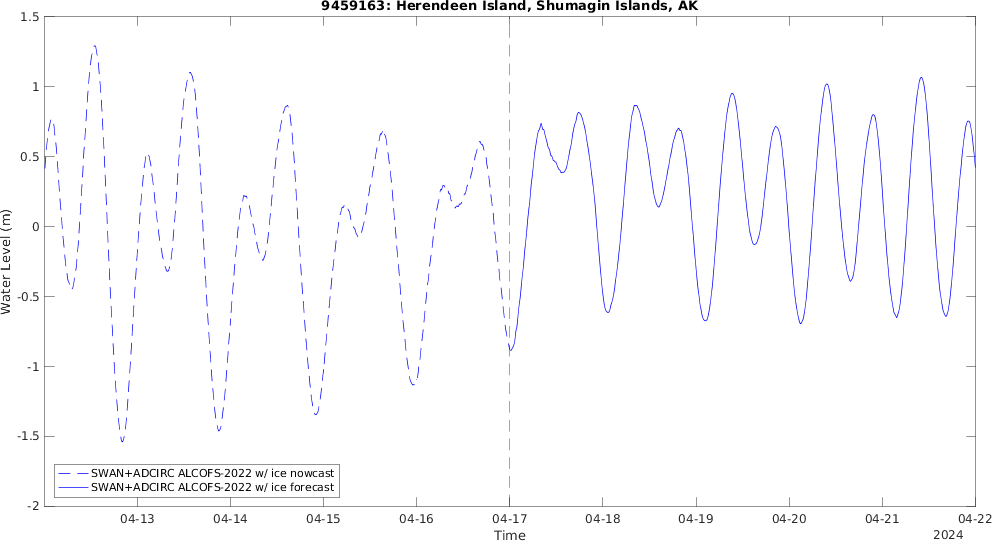 9459163: Herendeen Island, Shumagin Islands, AK
Water Level (m)
1.5
1
0.5
0
-0.5
-1
-1.5
-2
SWAN+ADCIRC ALCOFS-2022 w/ ice nowcast
SWAN+ADCIRC ALCOFS-2022 w/ ice forecast
04-13 04-14 04-15 04-16 04-17 04-18 04-19 04-20 04-21 04-22
Time
2024